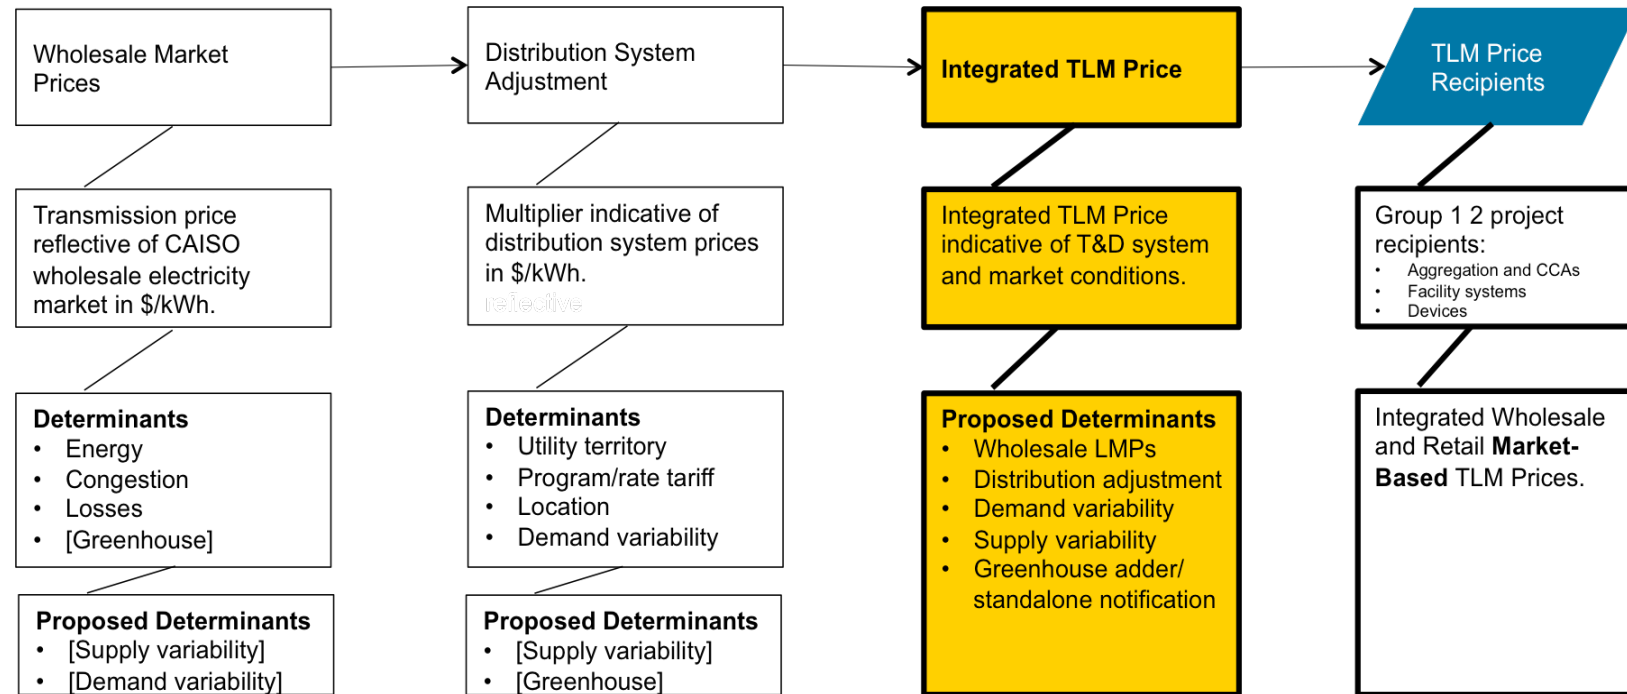 Wholesale Market
Prices
Distribution System
Adjustment
Integrated TLM Price
TLM Price
Recipients
Transmission price
reflective of CAISO
wholesale electricity
market in $/kWh.
Multiplier indicative of
distribution system prices
in $/kWh.
reflective
Integrated TLM Price
indicative of T&D system
and market conditions.
Group 1 2 project
recipients:
• Aggregation and CCAs
• Facility systems
• Devices
Determinants
• Energy
• Congestion
• Losses
• [Greenhouse]
Determinants
• Utility territory
• Program/rate tariff
• Location
• Demand variability
Proposed Determinants
• Wholesale LMPs
• Distribution adjustment
• Demand variability
• Supply variability
• Greenhouse adder/
standalone notification
Integrated Wholesale
and Retail Market-
Based TLM Prices.
Proposed Determinants
• [Supply variability]
• [Demand variability]
Proposed Determinants
• [Supply variability]
• [Greenhouse]